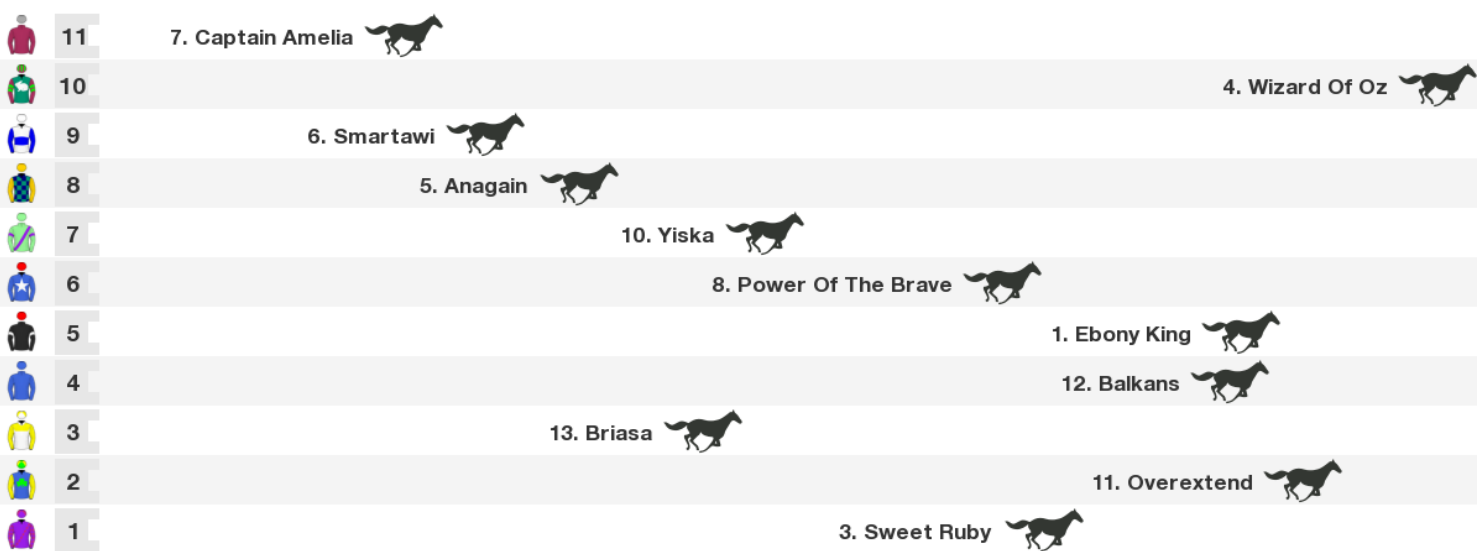 11 7. Captain Amelia
10 4. Wizard Of Oz
9 6. Smartawi
8 5. Anagain
7 10. Yiska
6 8. Power Of The Brave
5 1. Ebony King
4 12. Balkans
3 13. Briasa
2 11. Overextend
1 3. Sweet Ruby